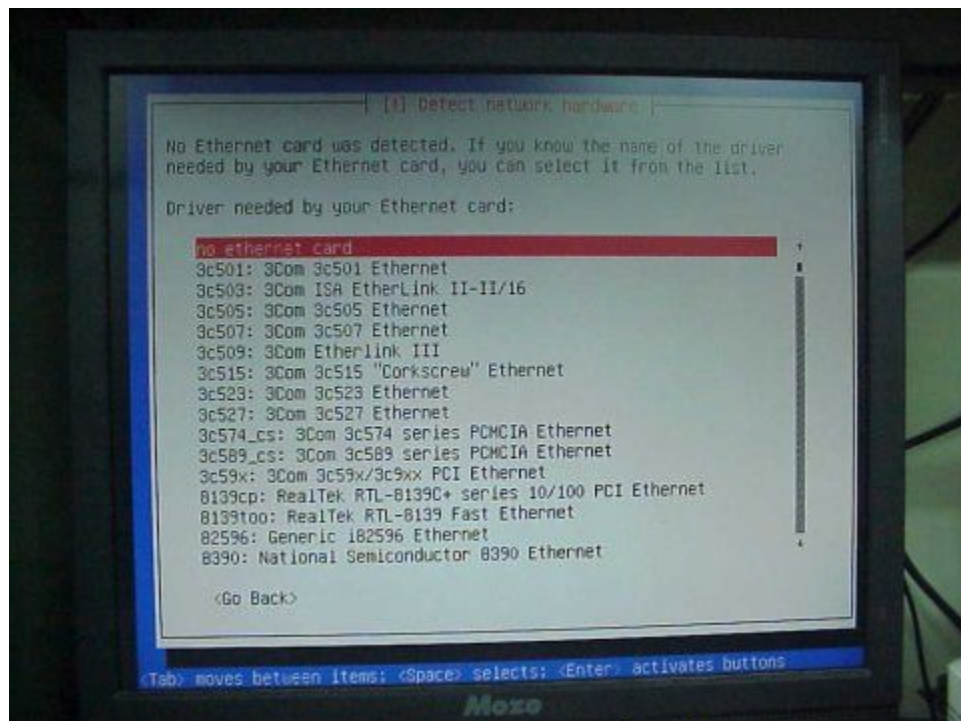 [!] Detect network hardware
No Ethernet card was detected. If you know the name of the driver
needed by your Ethernet card, you can select it from the list.
Driver needed by your Ethernet card:
no ethernet card
3c501: 3Com 3c501 Ethernet
3c503: 3Com ISA EtherLink II-II/16
3c505: 3Com 3c505 Ethernet
3c507: 3Com 3c507 Ethernet
3c509: 3Com Etherlink III
3c515: 3Com 3c515 "Corkscrew" Ethernet
3c523: 3Com 3c523 Ethernet
3c527: 3Com 3c527 Ethernet
3c574_cs: 3Com 3c574 series PCMCIA Ethernet
3c589_cs: 3Com 3c589 series PCMCIA Ethernet
3c59x: 3Com 3c59x/3c9xx PCI Ethernet
8139cp: RealTek RTL-8139C+ series 10/100 PCI Ethernet
8139too: RealTek RTL-8139 Fast Ethernet
82596: Generic i82596 Ethernet
8390: National Semiconductor 8390 Ethernet
<Go Back>
<Tab> moves between items; <Space> selects; <Enter> activates buttons
Mozo